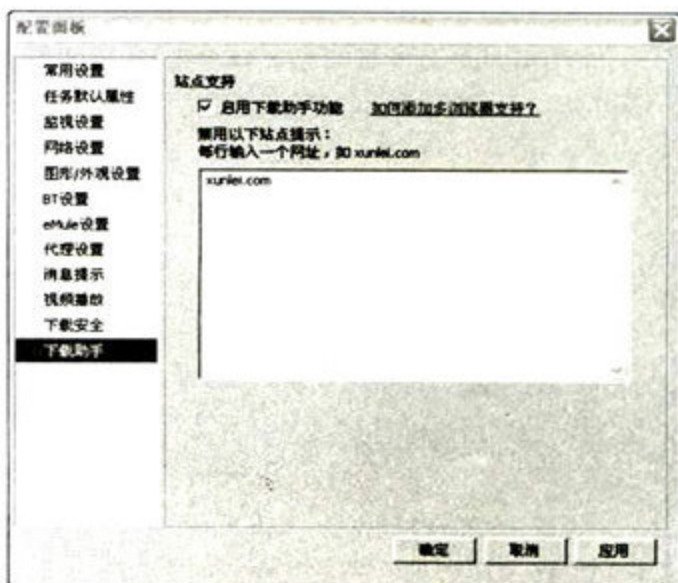 配置面板
常用设置
任务默认属性
监视设置
网络设置
图形/外观设置
BT设置
eMule设置
代理设置
消息提示
视频播放
下载安全
下载助手
站点支持
启用下载助手功能 如何添加多浏览器支持？
禁用以下站点提示：
每行输入一个网址，如 xunlei.com
xunlei.com
确定 取消 应用